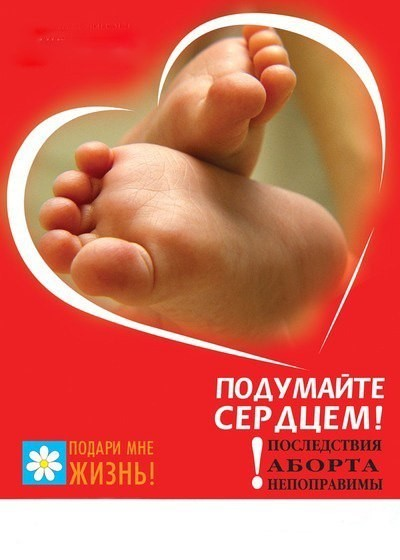 ПОДУМАЙТЕ
СЕРДЦЕМ!
ПОСЛЕДСТВИЯ
! АБОРТА
НЕПОПРАВИМЫ
ПОДАРИ МНЕ
ЖИЗНЬ!